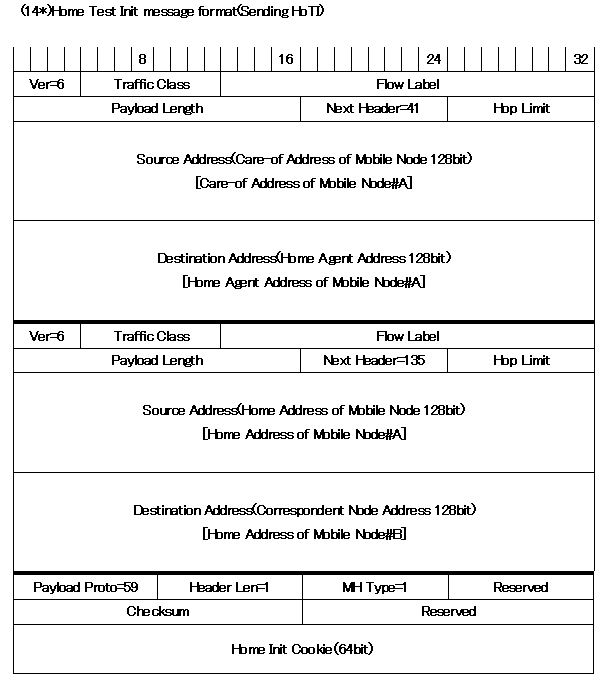 (14*)Home Test Init message format(Sending HoTI)
8 16 24 32
Ver=6 Traffic Class Flow Label
Payload Length Next Header=41 Hop Limit
Source Address(Care-of Address of Mobile Node 128bit)
[Care-of Address of Mobile Node#A]
Destination Address(Home Agent Address 128bit)
[Home Agent Address of Mobile Node#A]
Ver=6 Traffic Class Flow Label
Payload Length Next Header=135 Hop Limit
Source Address(Home Address of Mobile Node 128bit)
[Home Address of Mobile Node#A]
Destination Address(Correspondent Node Address 128bit)
[Home Address of Mobile Node#B]
Payload Proto=59 Header Len=1 MH Type=1 Reserved
Checksum Reserved
Home Init Cookie(64bit)